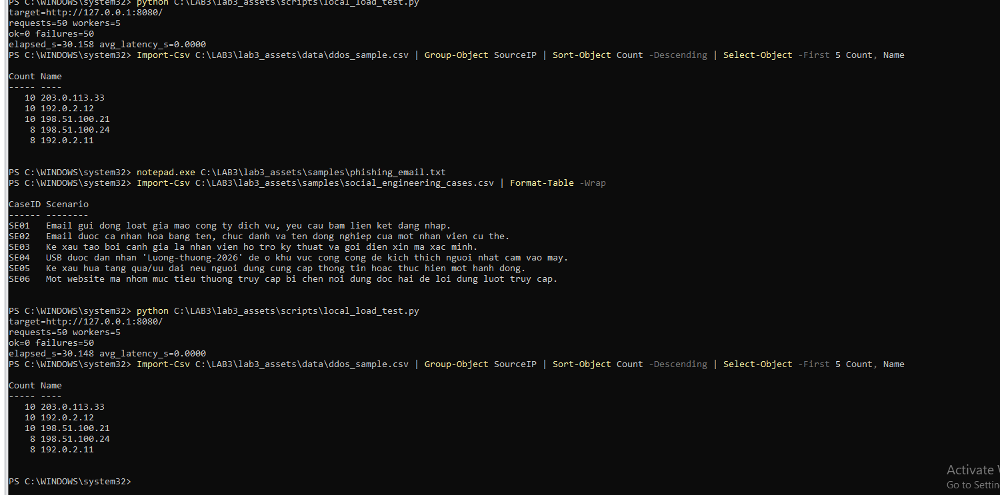 PS C:\WINDOWS\system32> python C:\LAB3\lab3_assets\scripts\local_load_test.py
target=http://127.0.0.1:8080/
requests=50 workers=5
ok=0 failures=50
elapsed_s=30.158 avg_latency_s=0.0000
PS C:\WINDOWS\system32> Import-Csv C:\LAB3\lab3_assets\data\ddos_sample.csv | Group-Object SourceIP | Sort-Object Count -Descending | Select-Object -First 5 Count, Name
Count Name
----- ----
   10 203.0.113.33
   10 192.0.2.12
   10 198.51.100.21
    8 198.51.100.24
    8 192.0.2.11
PS C:\WINDOWS\system32> notepad.exe C:\LAB3\lab3_assets\samples\phishing_email.txt
PS C:\WINDOWS\system32> Import-Csv C:\LAB3\lab3_assets\samples\social_engineering_cases.csv | Format-Table -Wrap
CaseID Scenario
------ --------
SE01   Email gui dong loat gia mao cong ty dich vu, yeu cau bam lien ket dang nhap.
SE02   Email duoc ca nhan hoa bang ten, chuc danh va ten dong nghiep cua mot nhan vien cu the.
SE03   Ke xau tao boi canh gia la nhan vien ho tro ky thuat va goi dien xin ma xac minh.
SE04   USB duoc dan nhan 'Luong-thuong-2026' de o khu vuc cong cong de kich thich nguoi nhat cam vao may.
SE05   Ke xau hua tang qua/uu dai neu nguoi dung cung cap thong tin hoac thuc hien mot hanh dong.
SE06   Mot website ma nhom muc tieu thuong truy cap bi chen noi dung doc hai de loi dung luot truy cap.
PS C:\WINDOWS\system32> python C:\LAB3\lab3_assets\scripts\local_load_test.py
target=http://127.0.0.1:8080/
requests=50 workers=5
ok=0 failures=50
elapsed_s=30.148 avg_latency_s=0.0000
PS C:\WINDOWS\system32> Import-Csv C:\LAB3\lab3_assets\data\ddos_sample.csv | Group-Object SourceIP | Sort-Object Count -Descending | Select-Object -First 5 Count, Name
Count Name
----- ----
   10 203.0.113.33
   10 192.0.2.12
   10 198.51.100.21
    8 198.51.100.24
    8 192.0.2.11
PS C:\WINDOWS\system32>
Activate
Go to